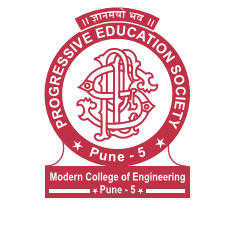 ॥ ज्ञानमयो भव ॥
PROGRESSIVE EDUCATION SOCIETY
★ Pune - 5 ★
Modern College of Engineering
★ Pune - 5 ★